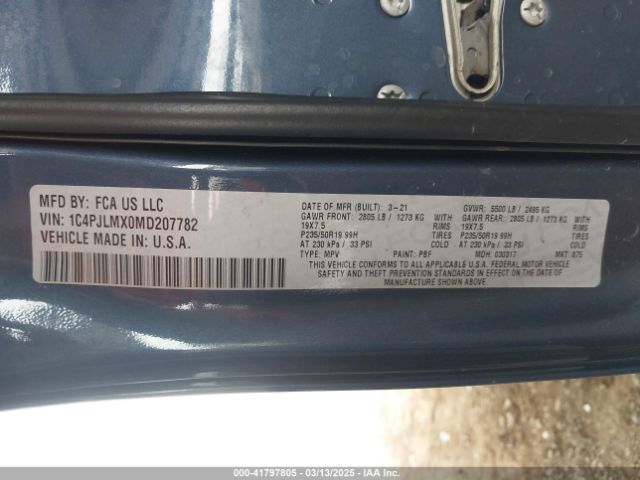 MFD BY: FCA US LLC
VIN: 1C4PJLMX0MD207782
VEHICLE MADE IN: U.S.A.
DATE OF MFR (BUILT): 3-21 GVWR: 5500 LB / 2495 KG
GAWR FRONT: 2805 LB / 1273 KG WITH GAWR REAR: 2805 LB / 1273 KG WITH
19X7.5 RIMS 19X7.5 RIMS
P235/50R19 99H TIRES P235/50R19 99H TIRES
AT 230 kPa / 33 PSI COLD AT 230 kPa / 33 PSI COLD
TYPE: MPV PAINT: PBF MDH: 030317 MKT: 875
THIS VEHICLE CONFORMS TO ALL APPLICABLE U.S.A. FEDERAL MOTOR VEHICLE
SAFETY AND THEFT PREVENTION STANDARDS IN EFFECT ON THE DATE OF
MANUFACTURE SHOWN ABOVE.
000-41797805 — 03/13/2025 — IAAI.COM